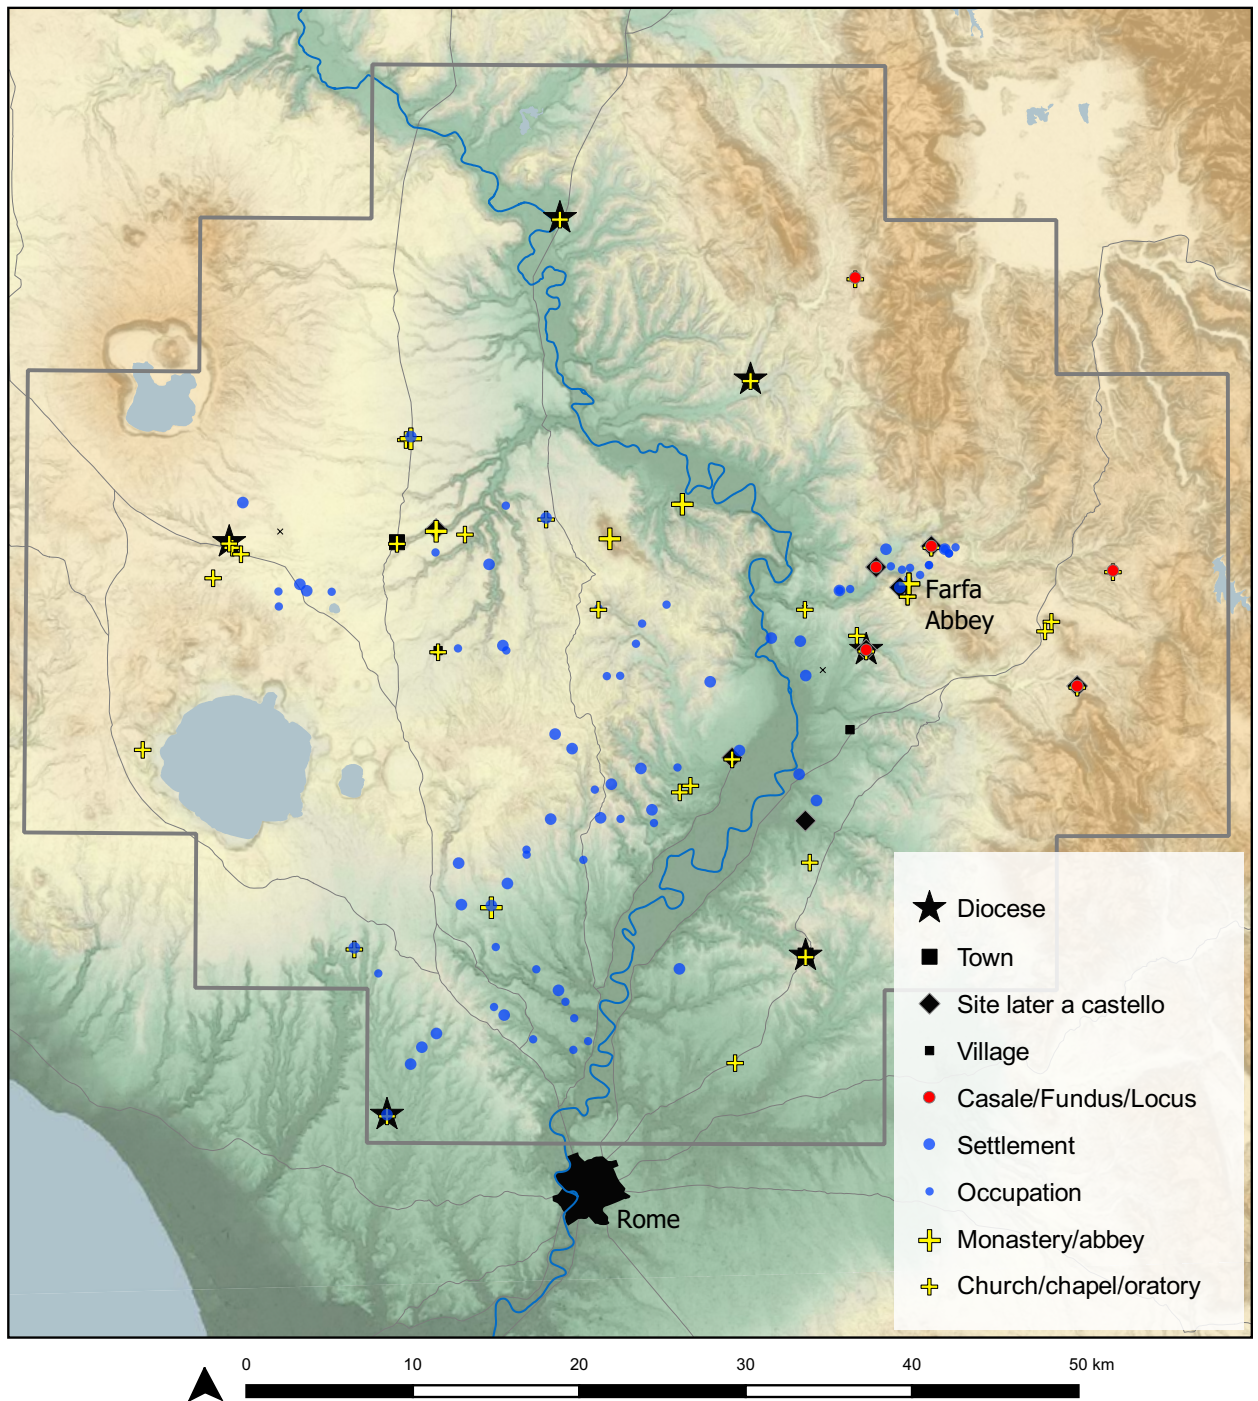 Farfa
Abbey
Diocese
Town
Site later a castello
Village
Casale/Fundus/Locus
Settlement
Occupation
Monastery/abbey
Church/chapel/oratory
Rome
0 10 20 30 40 50 km